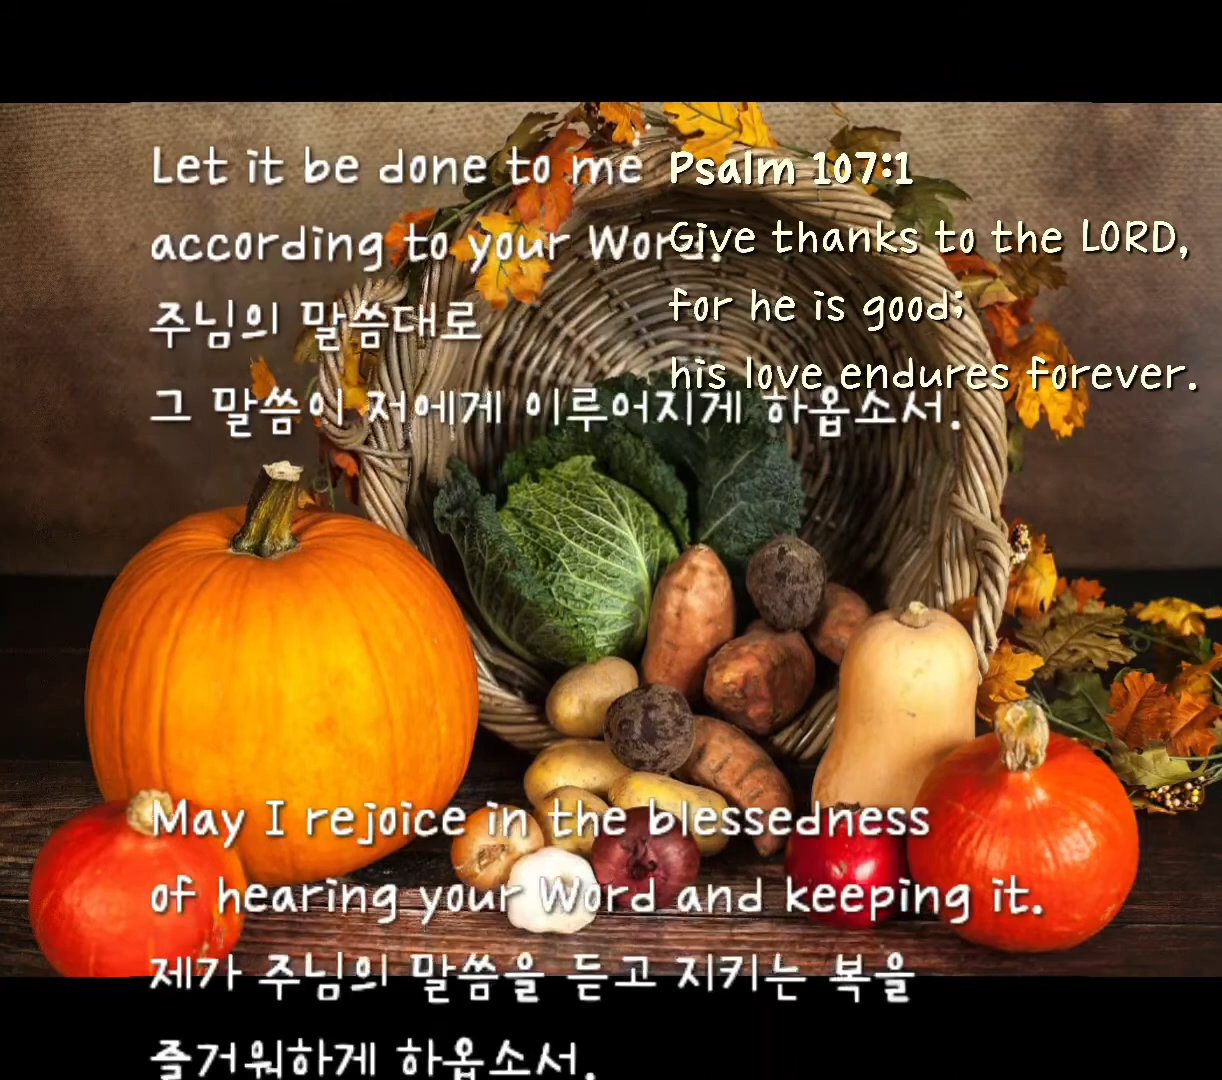 Let it be done to me
according to your Word.
주님의 말씀대로
그 말씀이 저에게 이루어지게 하옵소서.
Psalm 107:1
Give thanks to the LORD,
for he is good;
his love endures forever.
May I rejoice in the blessedness
of hearing your Word and keeping it.
제가 주님의 말씀을 듣고 지키는 복을
즐거워하게 하옵소서.